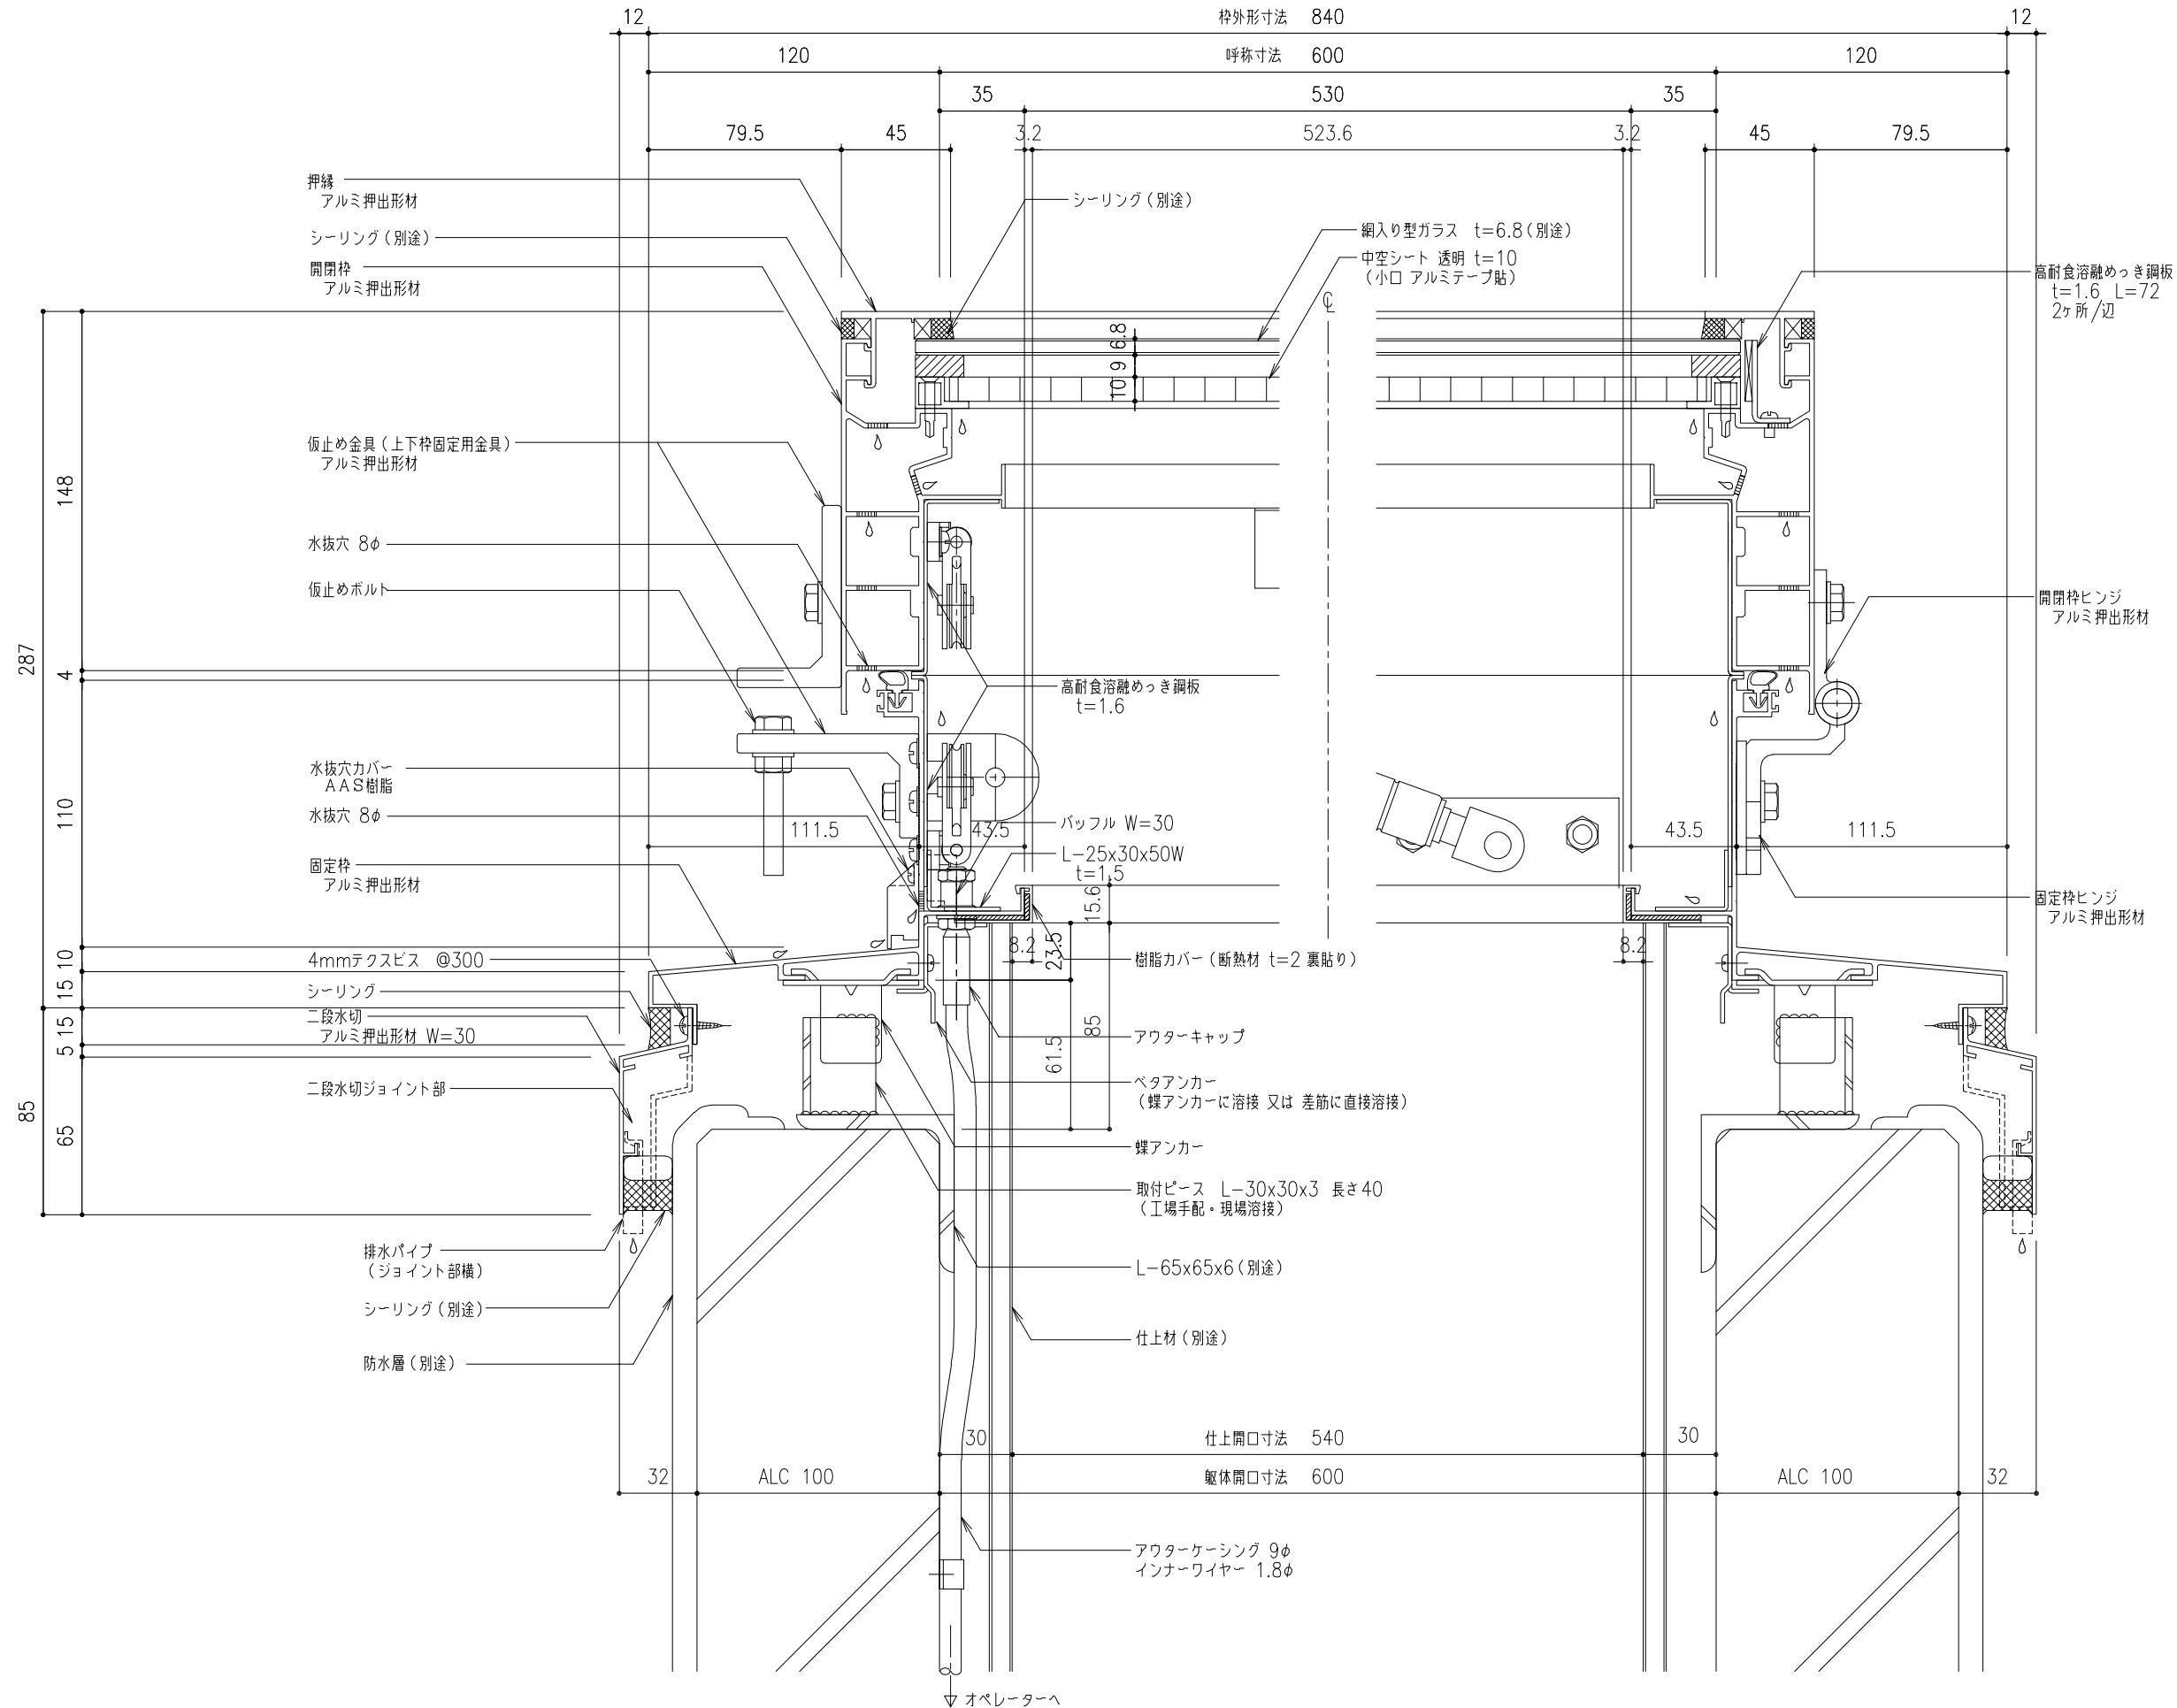 12
枠外形寸法 840
12
120
呼称寸法 600
120
35
530
35
79.5
45
3.2
523.6
3.2
45
79.5
押縁
アルミ押出形材
シーリング(別途)
シーリング(別途)
開閉枠
アルミ押出形材
網入り型ガラス t=6.8(別途)
中空シート 透明 t=10
(小口 アルミテープ貼)
高耐食溶融めっき鋼板
t=1.6 L=72
2ヶ所/辺
℄
6.8
9
10
仮止め金具(上下枠固定用金具)
アルミ押出形材
148
水抜穴 8φ
仮止めボルト
開閉枠ヒンジ
アルミ押出形材
287
4
高耐食溶融めっき鋼板
t=1.6
水抜穴カバー
AAS樹脂
水抜穴 8φ
110
111.5
43.5
バッフル W=30
43.5
111.5
L-25x30x50W
t=1.5
固定枠
アルミ押出形材
15.6
固定枠ヒンジ
アルミ押出形材
8.2
23.5
8.2
樹脂カバー(断熱材 t=2 裏貼り)
10
4mmテクスビス @300
15
シーリング
二段水切
アルミ押出形材 W=30
15
5
アウターキャップ
85
61.5
ベタアンカー
(蝶アンカーに溶接 又は 差筋に直接溶接)
二段水切ジョイント部
85
65
蝶アンカー
取付ピース L-30x30x3 長さ40
(工場手配・現場溶接)
排水パイプ
(ジョイント部横)
L-65x65x6(別途)
シーリング(別途)
仕上材(別途)
防水層(別途)
30
仕上開口寸法 540
30
32
ALC 100
躯体開口寸法 600
ALC 100
32
アウターケーシング 9φ
インナーワイヤー 1.8φ
オペレーターへ